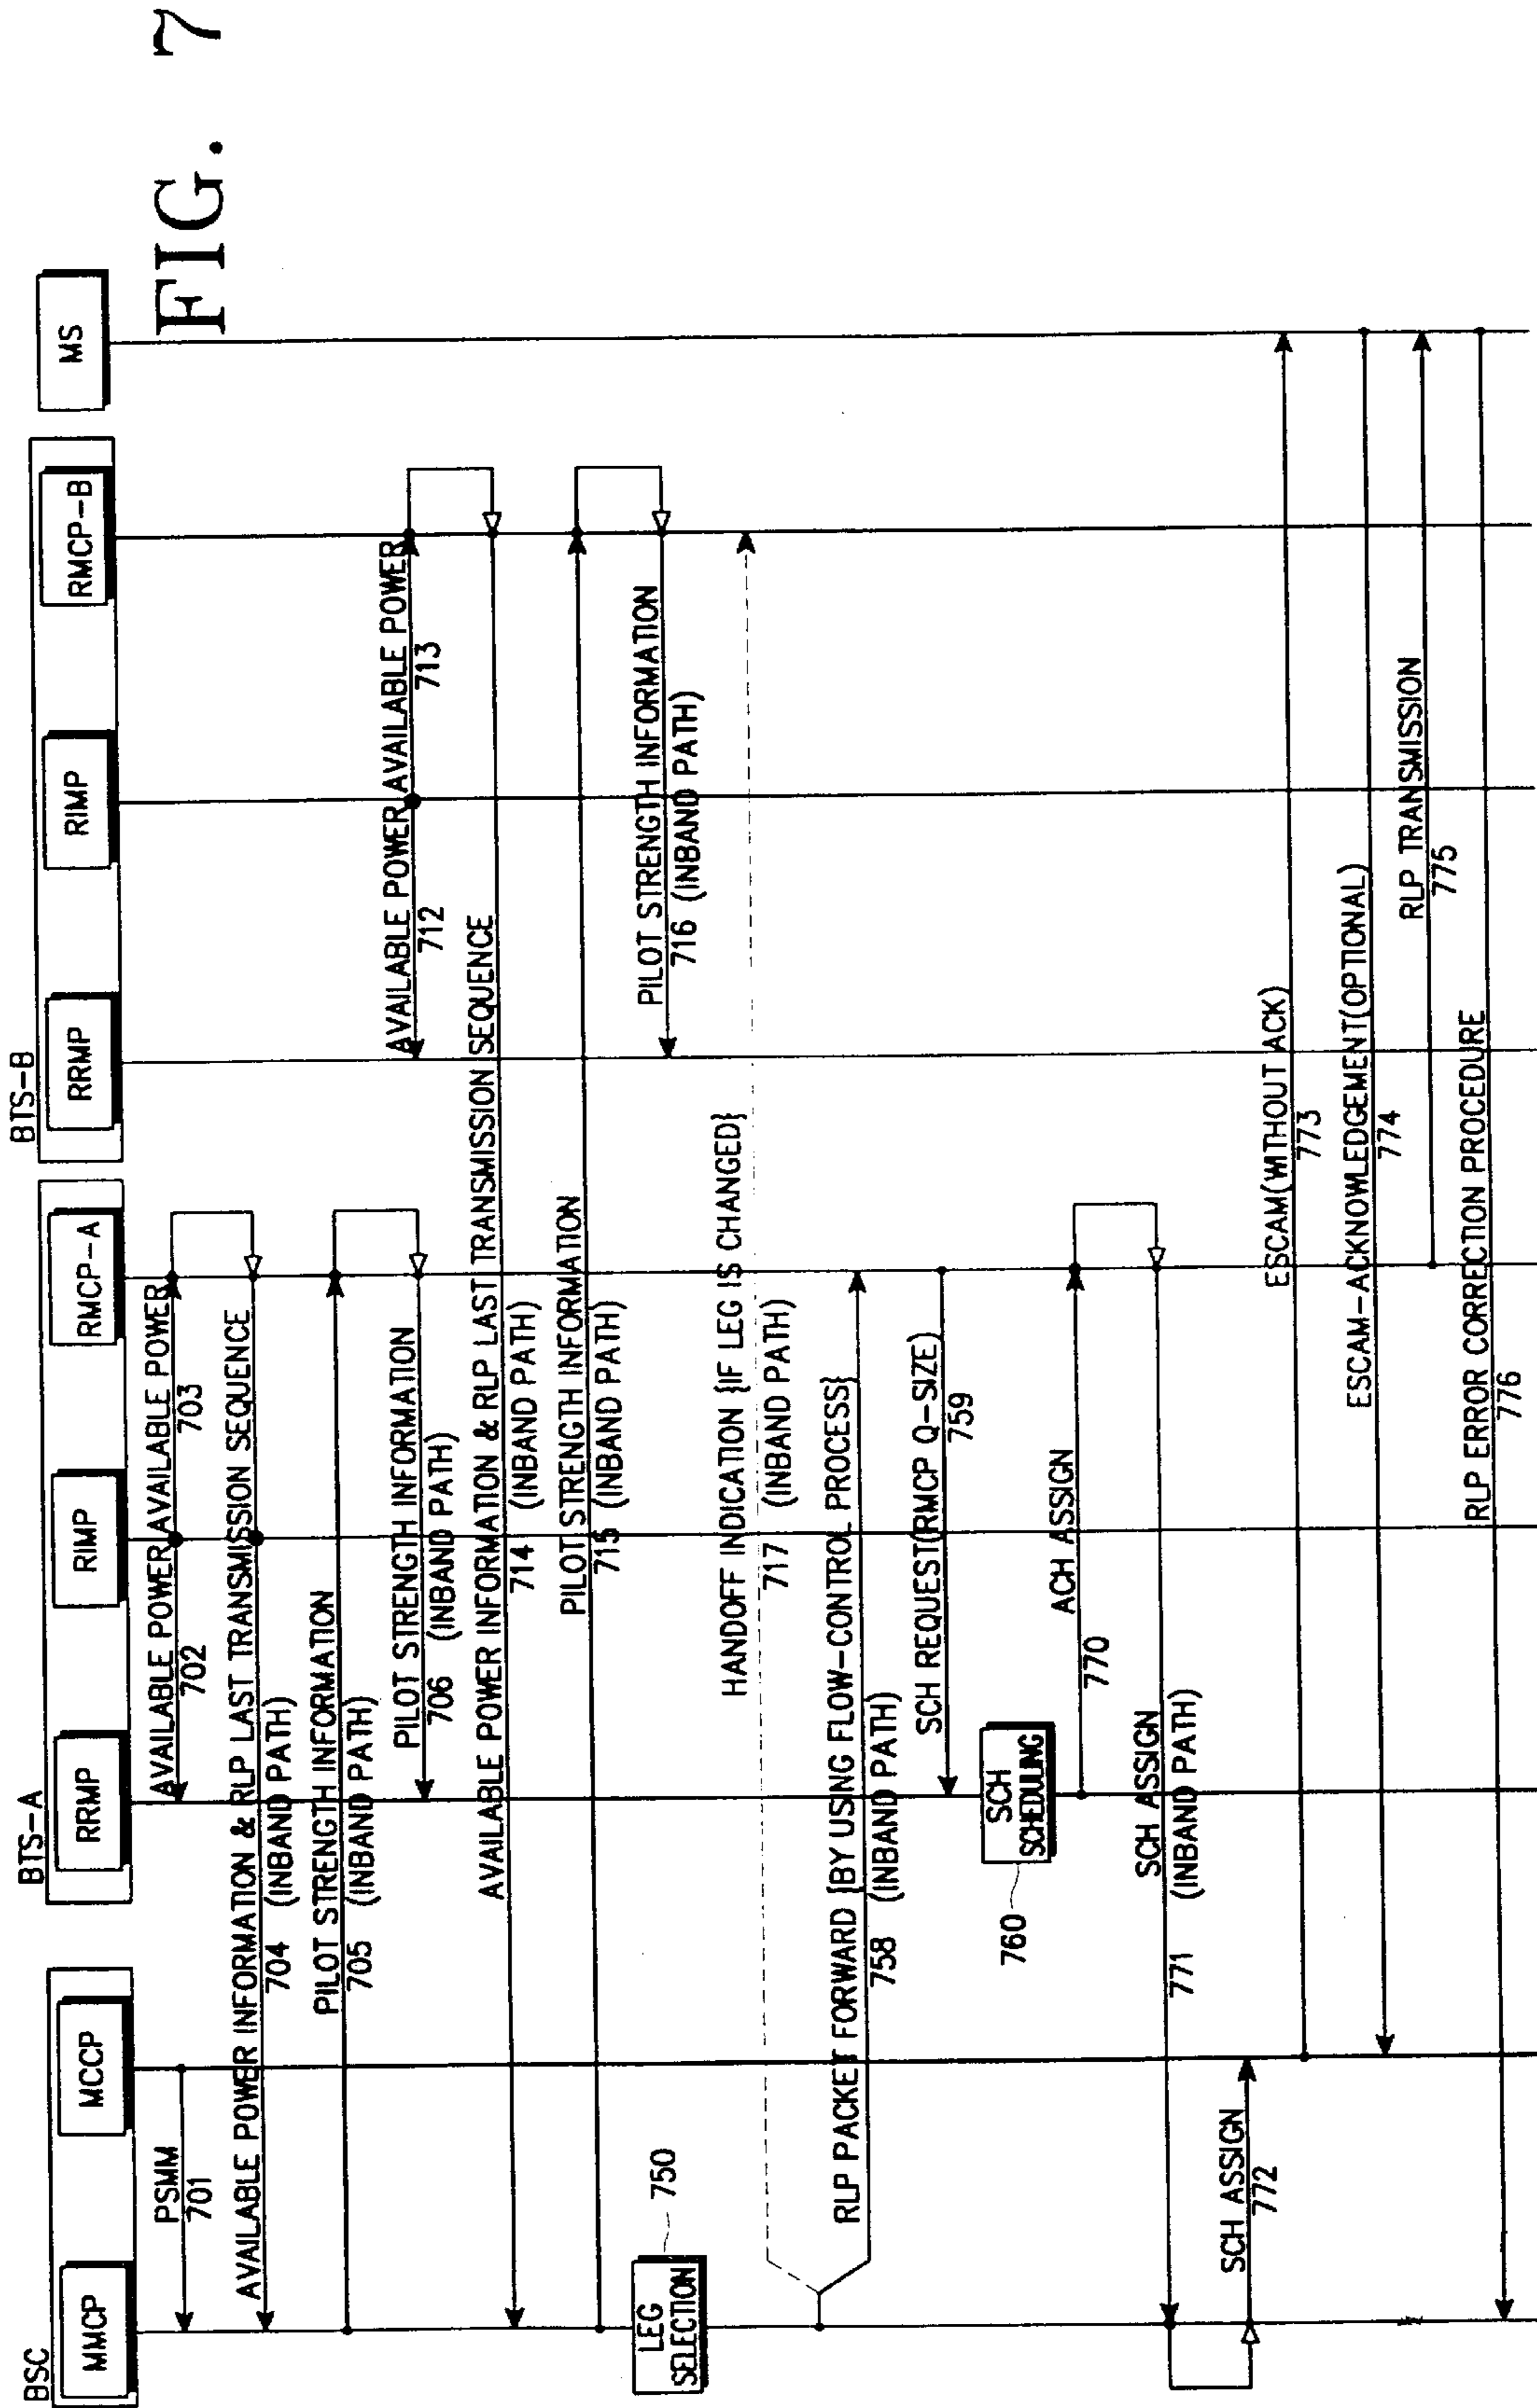 FIG. 7
BSC
BTS-A
BTS-B
MMCP
MCCP
RRMP
RIMP
RMCP-A
RRMP
RIMP
RMCP-B
MS
PSMM
701
AVAILABLE POWER
702
AVAILABLE POWER
703
AVAILABLE POWER INFORMATION & RLP LAST TRANSMISSION SEQUENCE
704 (INBAND PATH)
PILOT STRENGTH INFORMATION
705 (INBAND PATH)
PILOT STRENGTH INFORMATION
706 (INBAND PATH)
AVAILABLE POWER
712
AVAILABLE POWER
713
AVAILABLE POWER INFORMATION & RLP LAST TRANSMISSION SEQUENCE
714 (INBAND PATH)
PILOT STRENGTH INFORMATION
715 (INBAND PATH)
PILOT STRENGTH INFORMATION
716 (INBAND PATH)
LEG
SELECTION
750
HANDOFF INDICATION {IF LEG IS CHANGED}
717 (INBAND PATH)
RLP PACKET FORWARD {BY USING FLOW-CONTROL PROCESS}
758 (INBAND PATH)
SCH REQUEST(RMCP Q-SIZE)
759
SCH
SCHEDULING
760
ACH ASSIGN
770
SCH ASSIGN
771 (INBAND PATH)
SCH ASSIGN
772
ESCAM(WITHOUT ACK)
773
ESCAM-ACKNOWLEDGEMENT(OPTIONAL)
774
RLP TRANSMISSION
775
RLP ERROR CORRECTION PROCEDURE
776